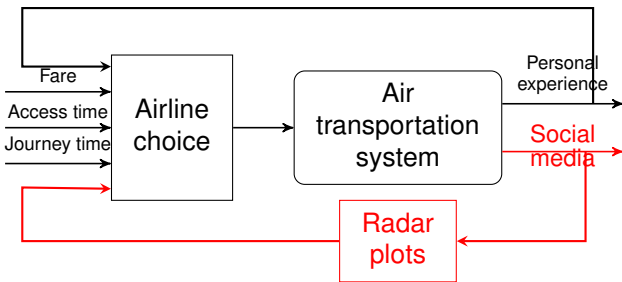 Fare
Access time
Journey time
Airline
choice
Air
transportation
system
Personal
experience
Social
media
Radar
plots